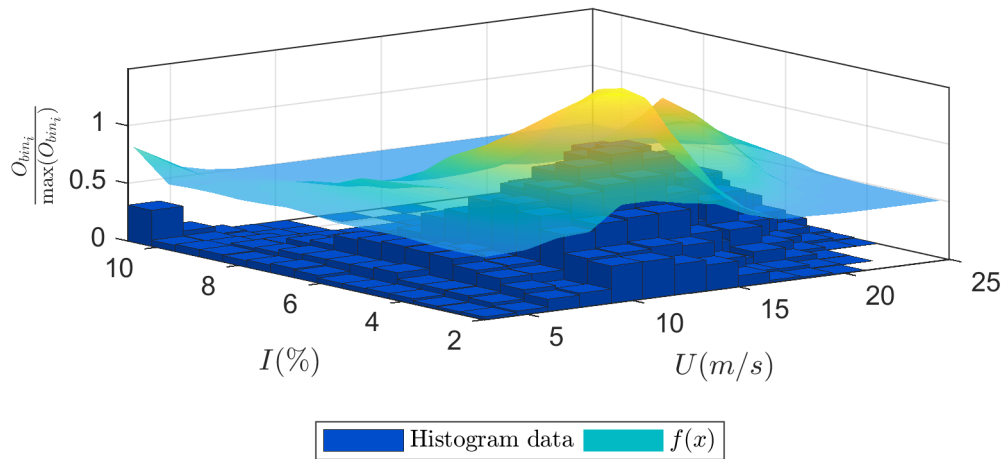 O_{bin_i}
max(O_{bin_i})
1
0.5
0
10
8
6
4
2
5
10
15
20
25
I(%)
U(m/s)
Histogram data f(x)